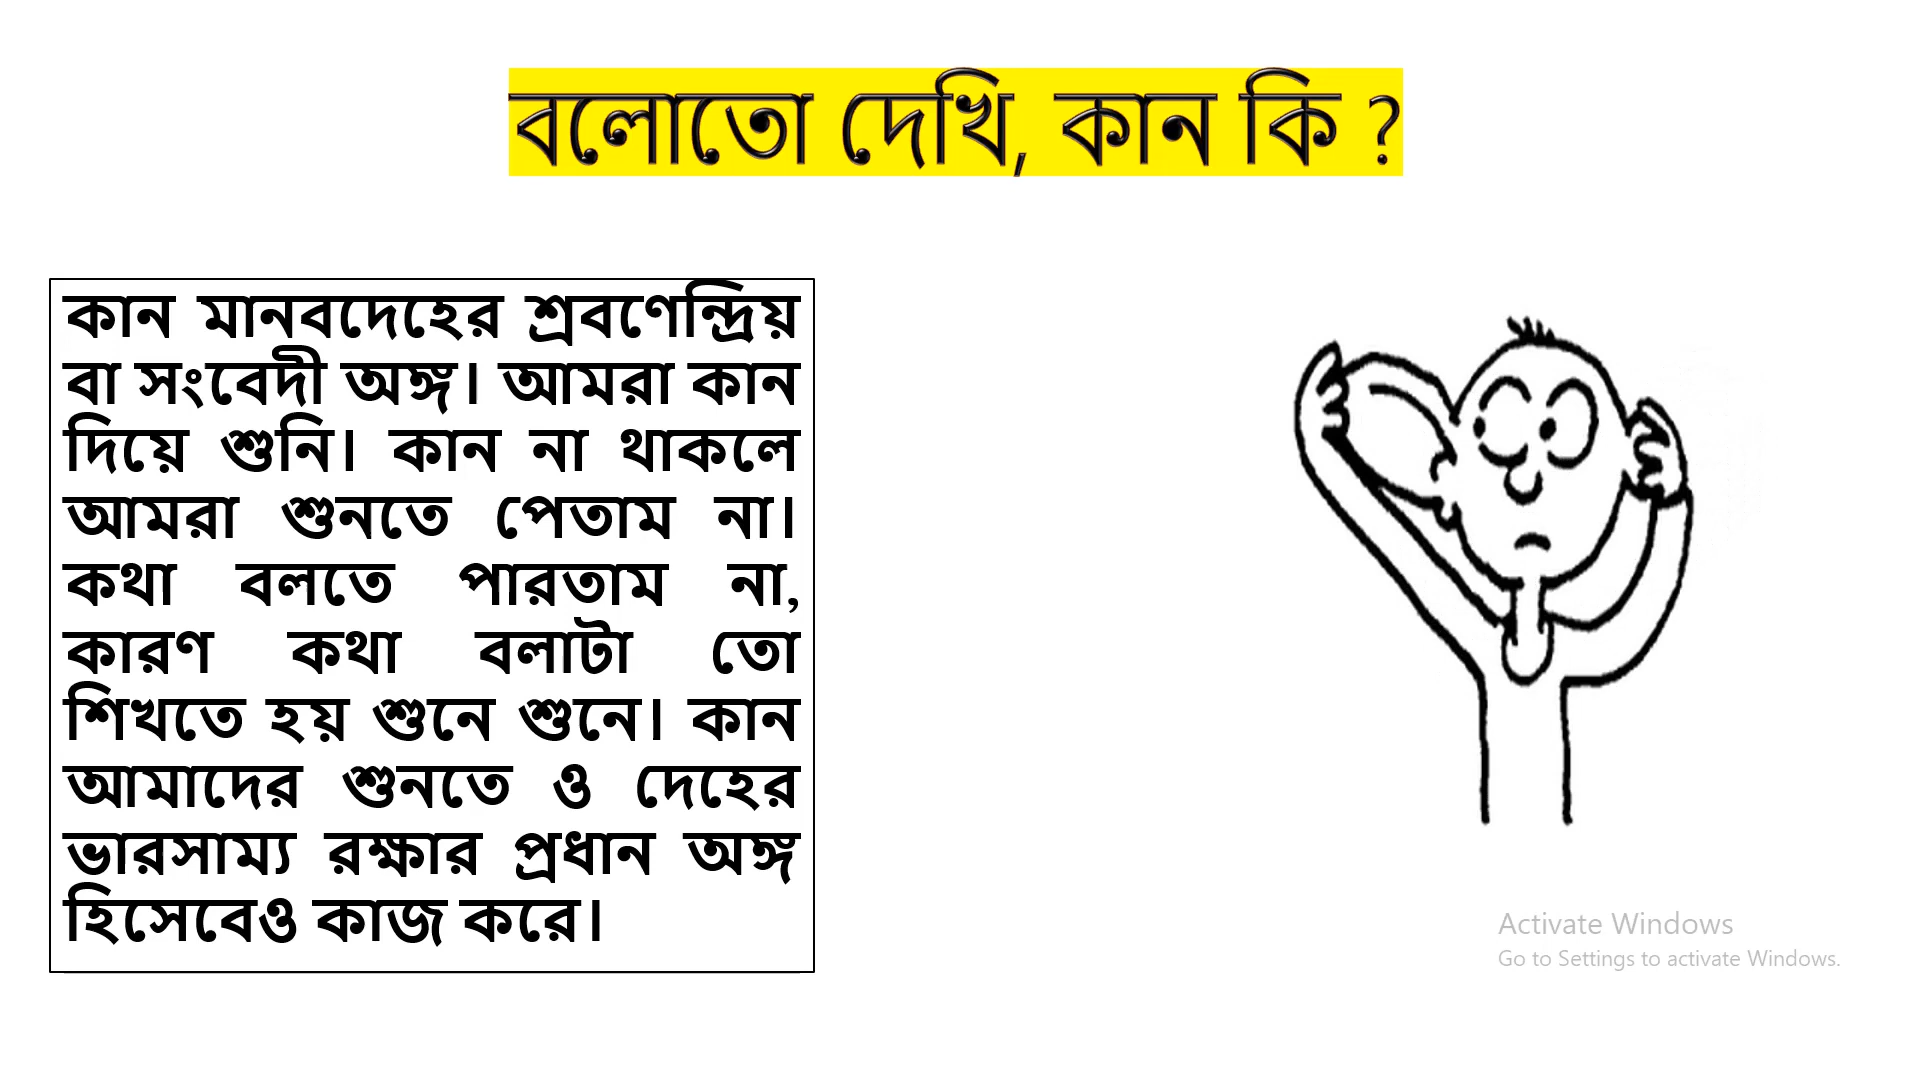 বলোতো দেখি, কান কি ?
কান মানবদেহের শ্রবণেন্দ্রিয়
বা সংবেদী অঙ্গ। আমরা কান
দিয়ে শুনি। কান না থাকলে
আমরা শুনতে পেতাম না।
কথা বলতে পারতাম না,
কারণ কথা বলাটা তো
শিখতে হয় শুনে শুনে। কান
আমাদের শুনতে ও দেহের
ভারসাম্য রক্ষার প্রধান অঙ্গ
হিসেবেও কাজ করে।
Activate Windows
Go to Settings to activate Windows.